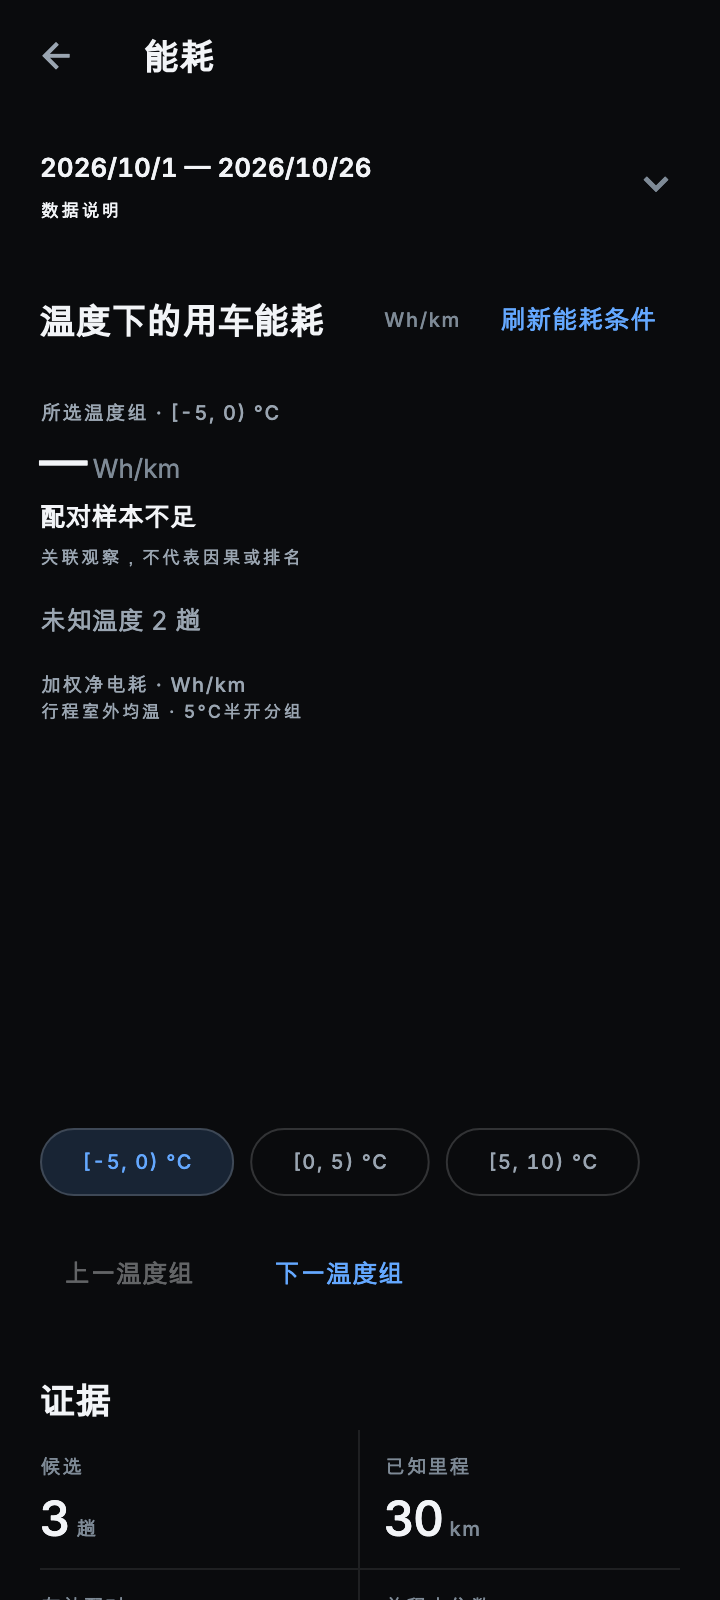 能耗
2026/10/1 — 2026/10/26
数据说明
温度下的用车能耗 Wh/km 刷新能耗条件
所选温度组 · [-5, 0) °C
— Wh/km
配对样本不足
关联观察，不代表因果或排名
未知温度 2 趟
加权净电耗 · Wh/km
行程室外均温 · 5°C半开分组
[-5, 0) °C [0, 5) °C [5, 10) °C
上一温度组 下一温度组
证据
候选 已知里程
3 趟 30 km